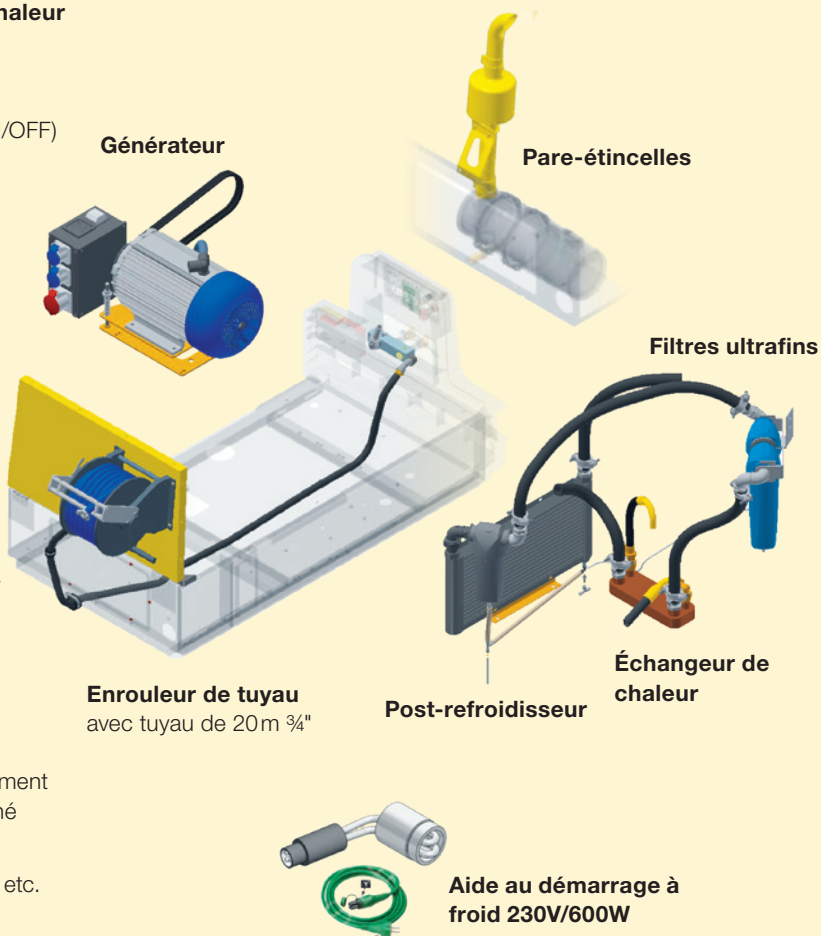 haleur
/OFF)
Générateur
Pare-étincelles
Filtres ultrafins
Échangeur de
chaleur
Post-refroidisseur
Enrouleur de tuyau
avec tuyau de 20 m ¾"
ment
né
etc.
Aide au démarrage à
froid 230V/600W